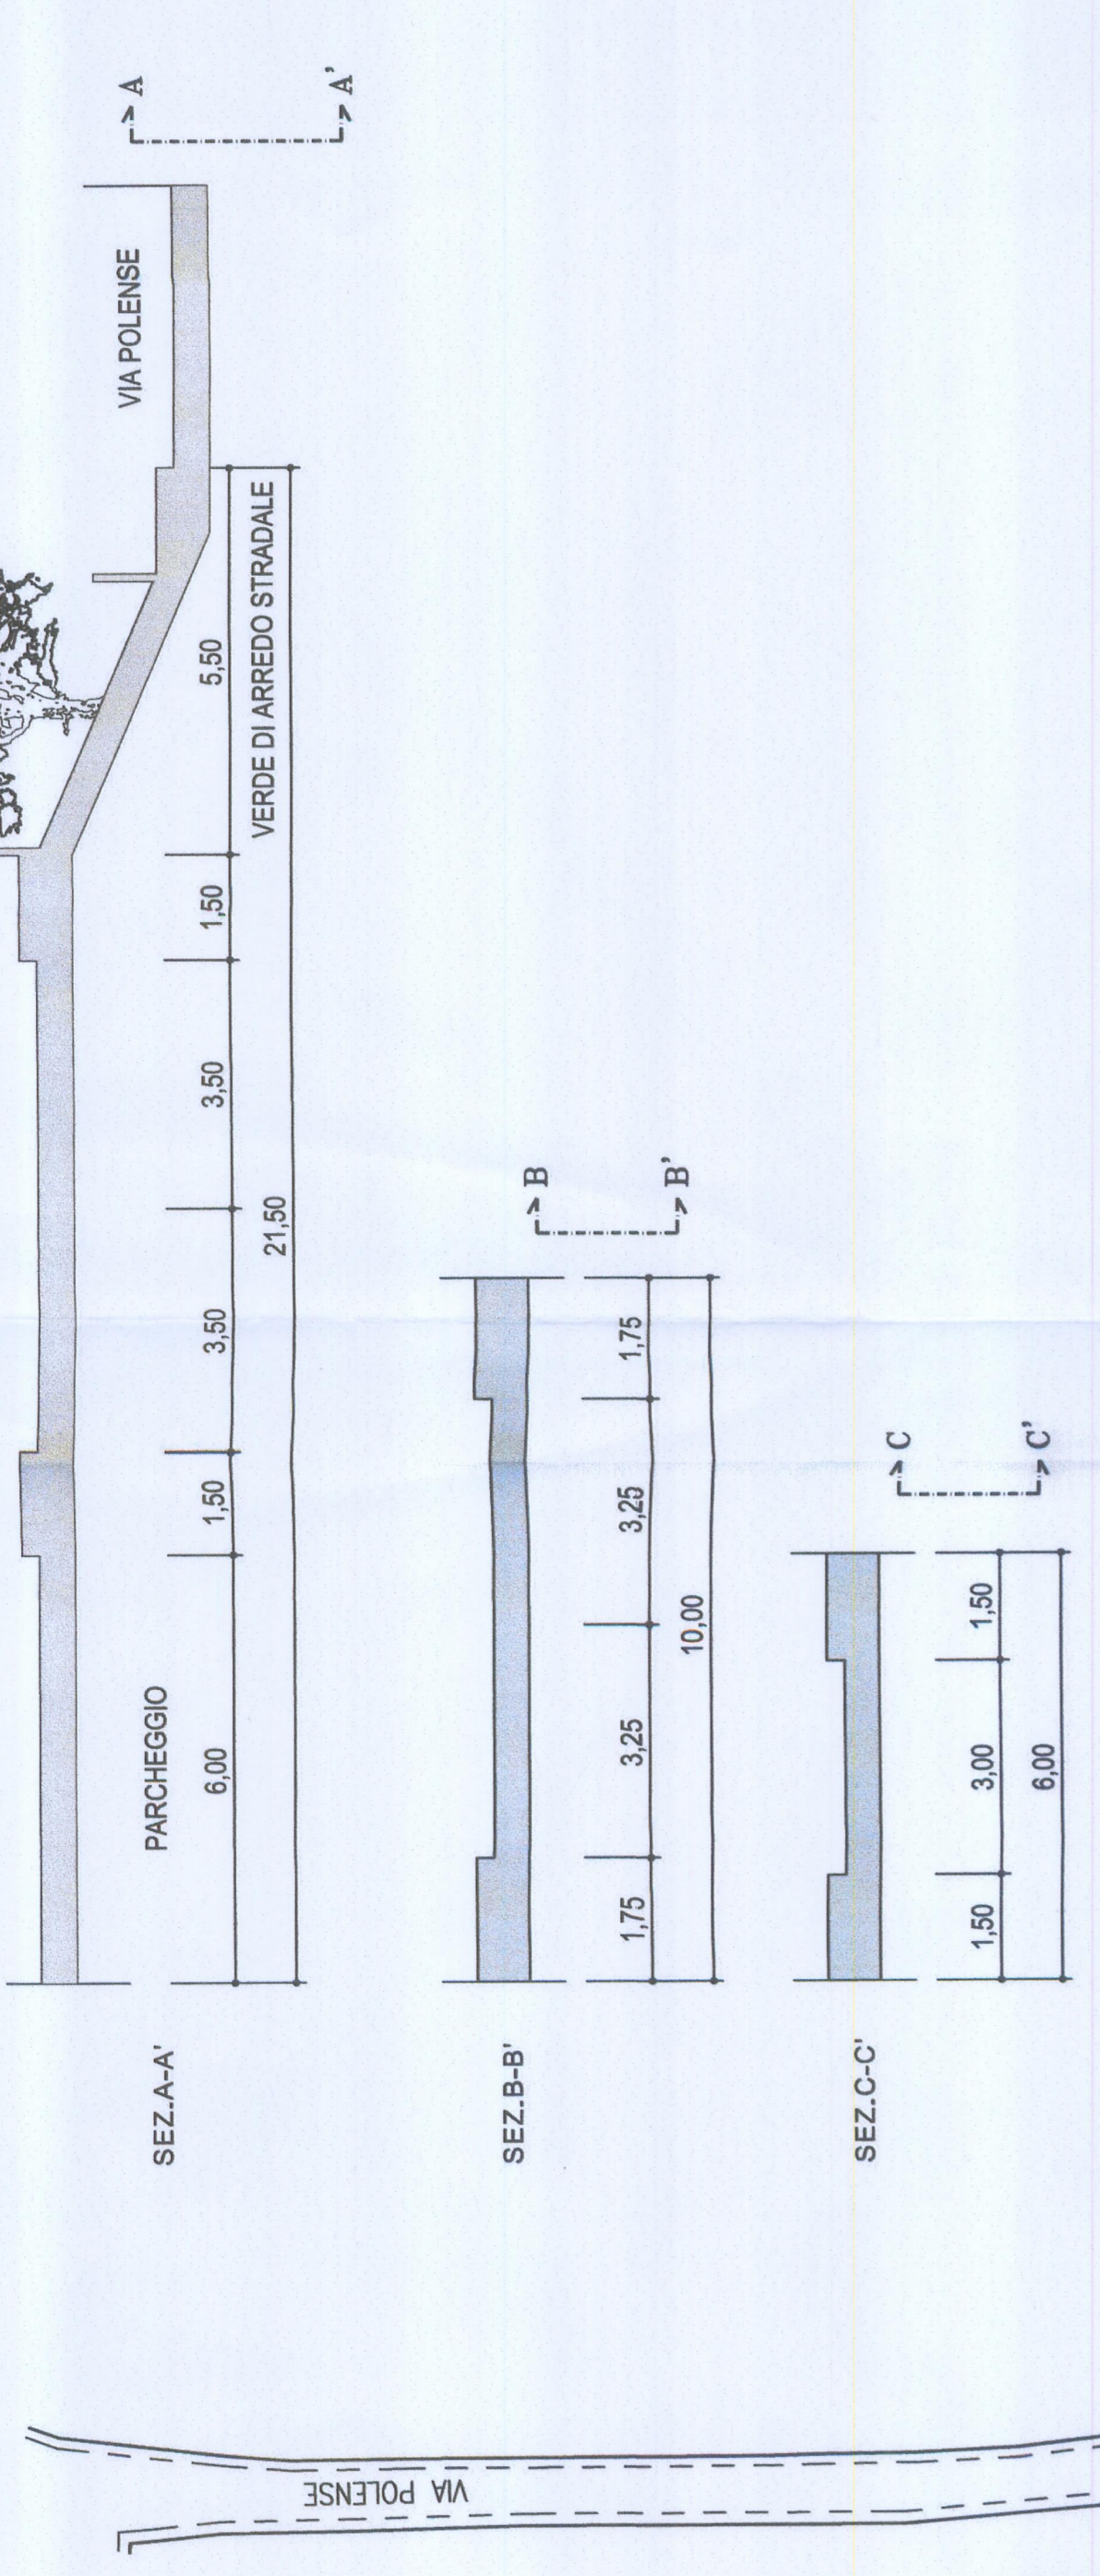 VIA POLENSE
A
A'
PARCHEGGIO
6,00
1,50
3,50
3,50
1,50
5,50
21,50
VERDE DI ARREDO STRADALE
SEZ.A-A'
B
B'
1,75
3,25
3,25
1,75
10,00
SEZ.B-B'
C
C'
1,50
3,00
1,50
6,00
SEZ.C-C'
VIA POLENSE